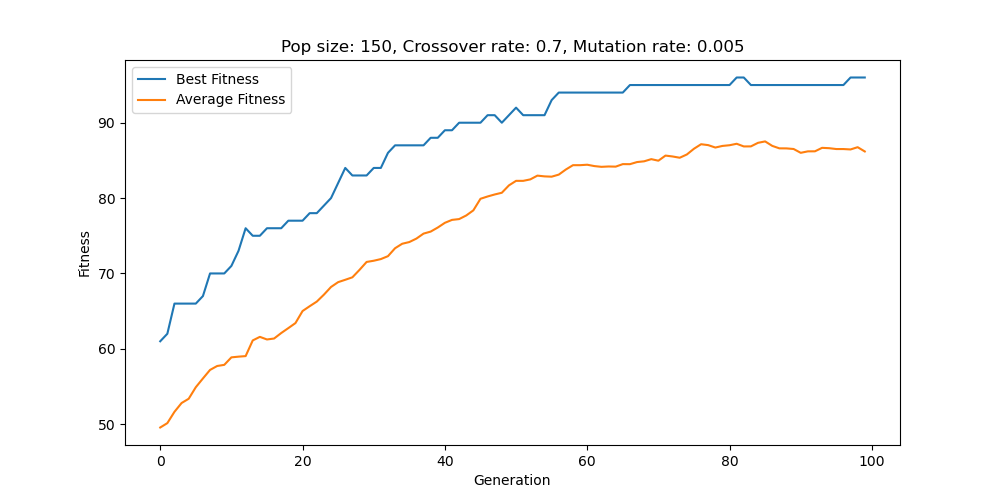 Pop size: 150, Crossover rate: 0.7, Mutation rate: 0.005
Best Fitness
Average Fitness
90
80
70
60
50
Fitness
0 20 40 60 80 100
Generation